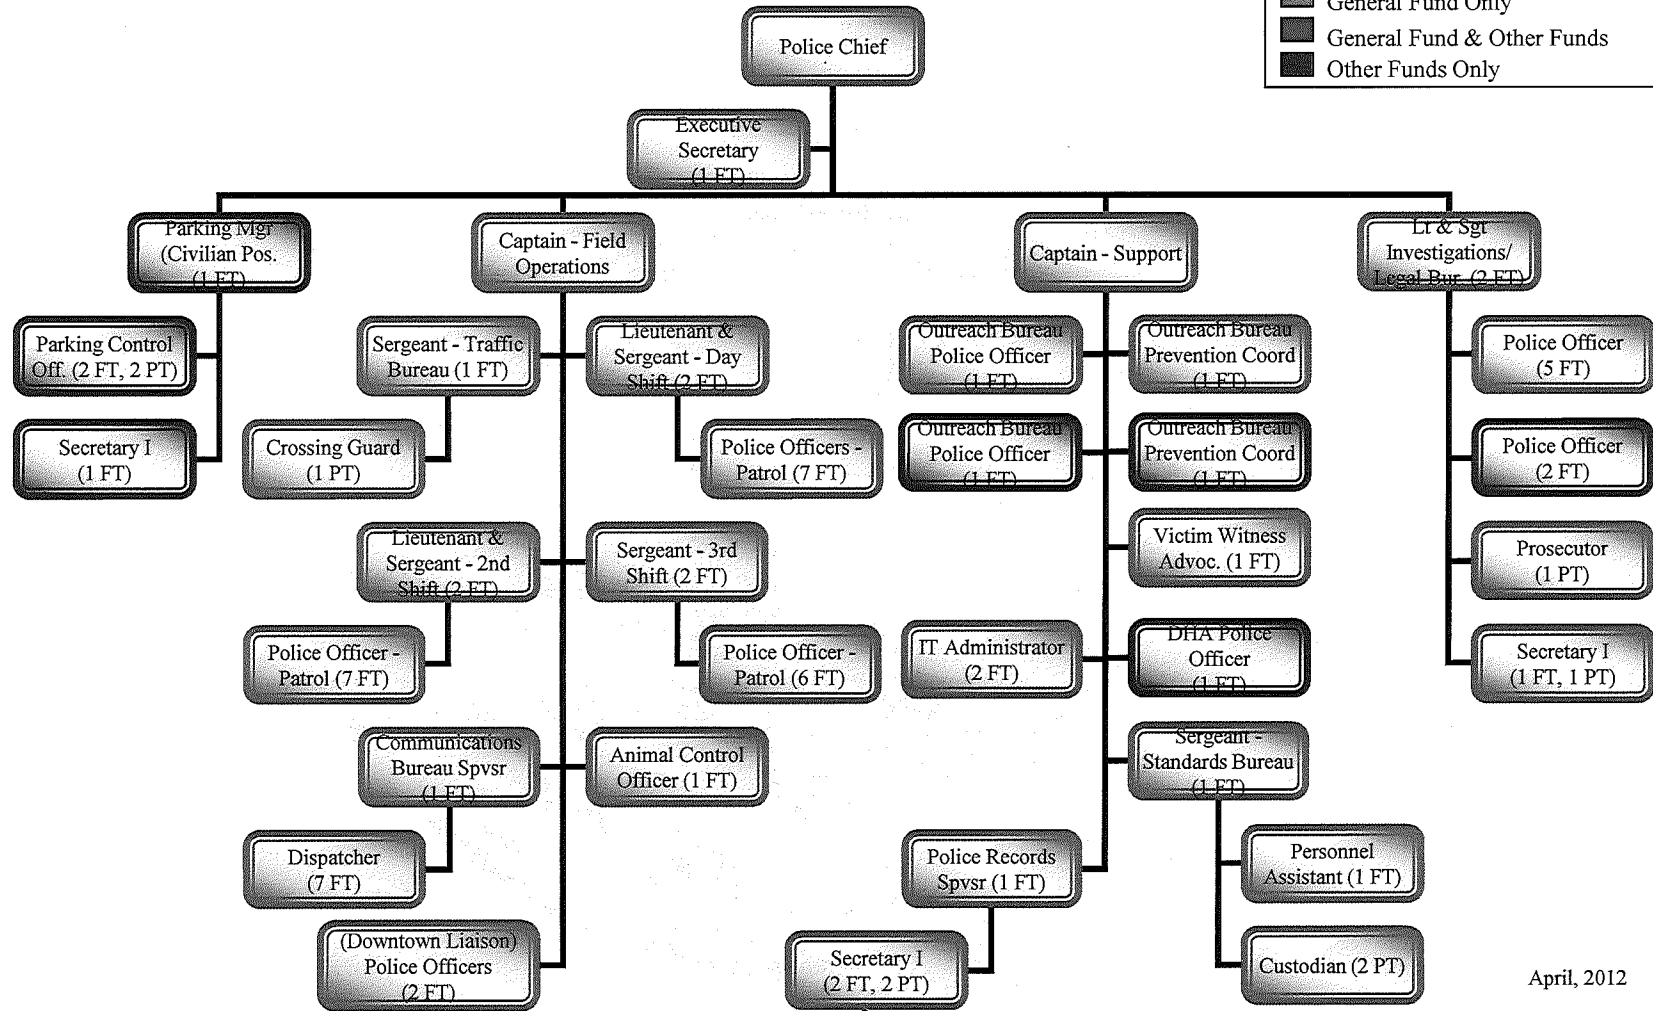 General Fund Only
General Fund & Other Funds
Other Funds Only
Police Chief
Executive
Secretary
(1 FT)
Parking Mgr
(Civilian Pos.
(1 FT)
Captain - Field
Operations
Captain - Support
Lt & Sgt
Investigations/
Legal Bur. (2 FT)
Parking Control
Off. (2 FT, 2 PT)
Secretary I
(1 FT)
Sergeant - Traffic
Bureau (1 FT)
Lieutenant &
Sergeant - Day
Shift (2 FT)
Crossing Guard
(1 PT)
Police Officers -
Patrol (7 FT)
Lieutenant &
Sergeant - 2nd
Shift (2 FT)
Sergeant - 3rd
Shift (2 FT)
Police Officer -
Patrol (7 FT)
Police Officer -
Patrol (6 FT)
Communications
Bureau Spvsr
(1 FT)
Animal Control
Officer (1 FT)
Dispatcher
(7 FT)
(Downtown Liaison)
Police Officers
(2 FT)
Outreach Bureau
Police Officer
(1 FT)
Outreach Bureau
Prevention Coord
(1 FT)
Outreach Bureau
Police Officer
(1 FT)
Outreach Bureau
Prevention Coord
(1 FT)
Victim Witness
Advoc. (1 FT)
IT Administrator
(2 FT)
DHA Police
Officer
(1 FT)
Sergeant -
Standards Bureau
(1 FT)
Police Records
Spvsr (1 FT)
Secretary I
(2 FT, 2 PT)
Personnel
Assistant (1 FT)
Custodian (2 PT)
Police Officer
(5 FT)
Police Officer
(2 FT)
Prosecutor
(1 PT)
Secretary I
(1 FT, 1 PT)
April, 2012